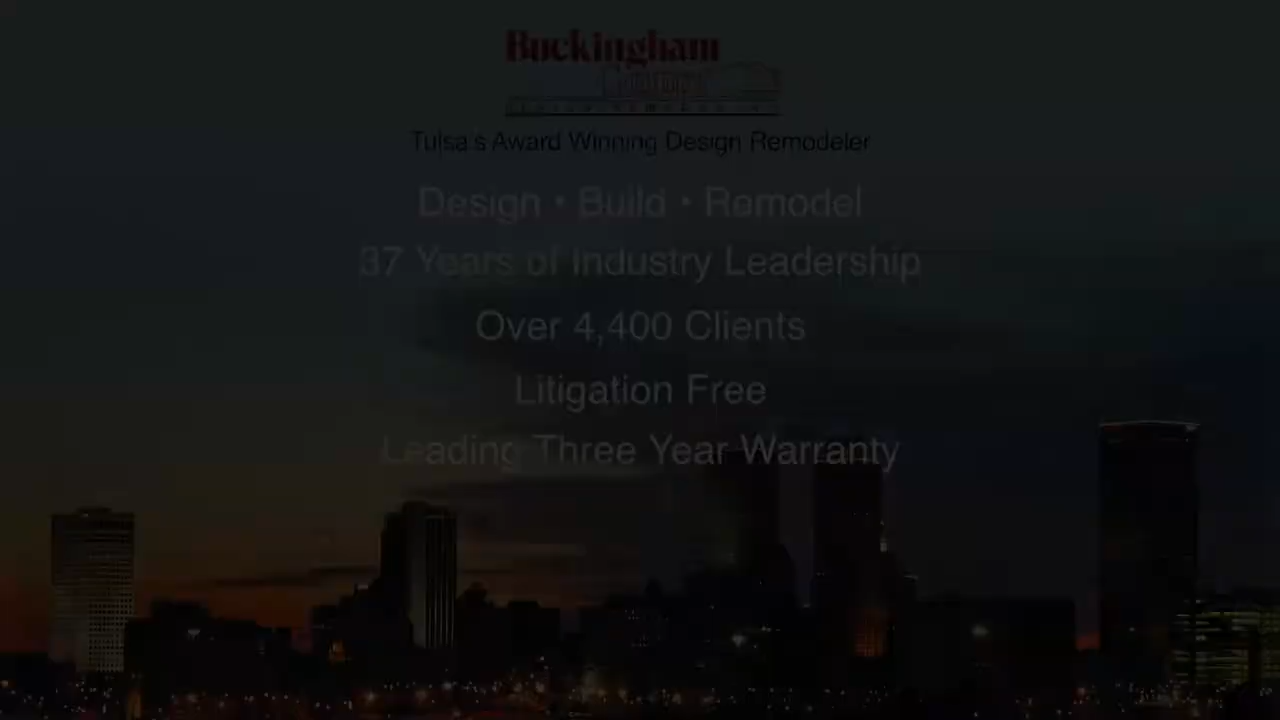 Buckingham
Tulsa's Award Winning Design Remodeler
Design • Build • Remodel
37 Years of Industry Leadership
Over 4,400 Clients
Litigation Free
Leading Three Year Warranty